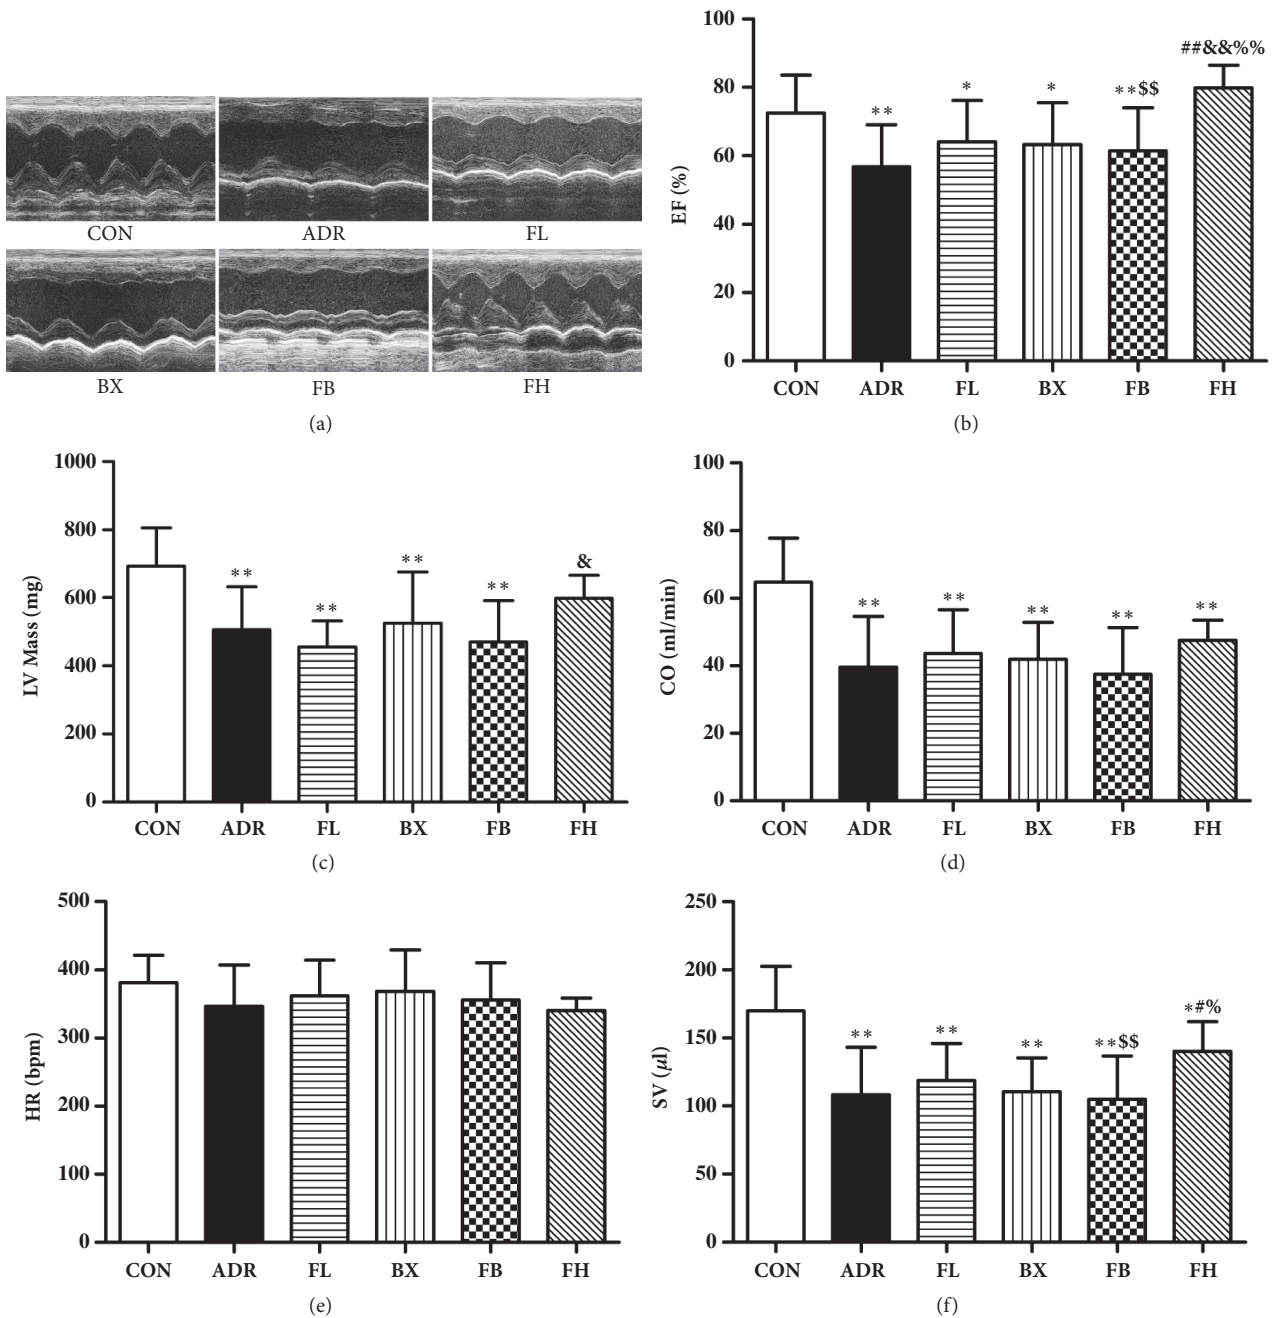 CON ADR FL
BX FB FH
(a)
100
80
60
40
20
0
EF (%)
** * * **$$ ##&&%%
CON ADR FL BX FB FH
(b)
1000
800
600
400
200
0
LV Mass (mg)
** ** ** ** &
CON ADR FL BX FB FH
(c)
100
80
60
40
20
0
CO (ml/min)
** ** ** ** **
CON ADR FL BX FB FH
(d)
500
400
300
200
100
0
HR (bpm)
CON ADR FL BX FB FH
(e)
250
200
150
100
50
0
SV (μl)
** ** ** **$$ *#%
CON ADR FL BX FB FH
(f)